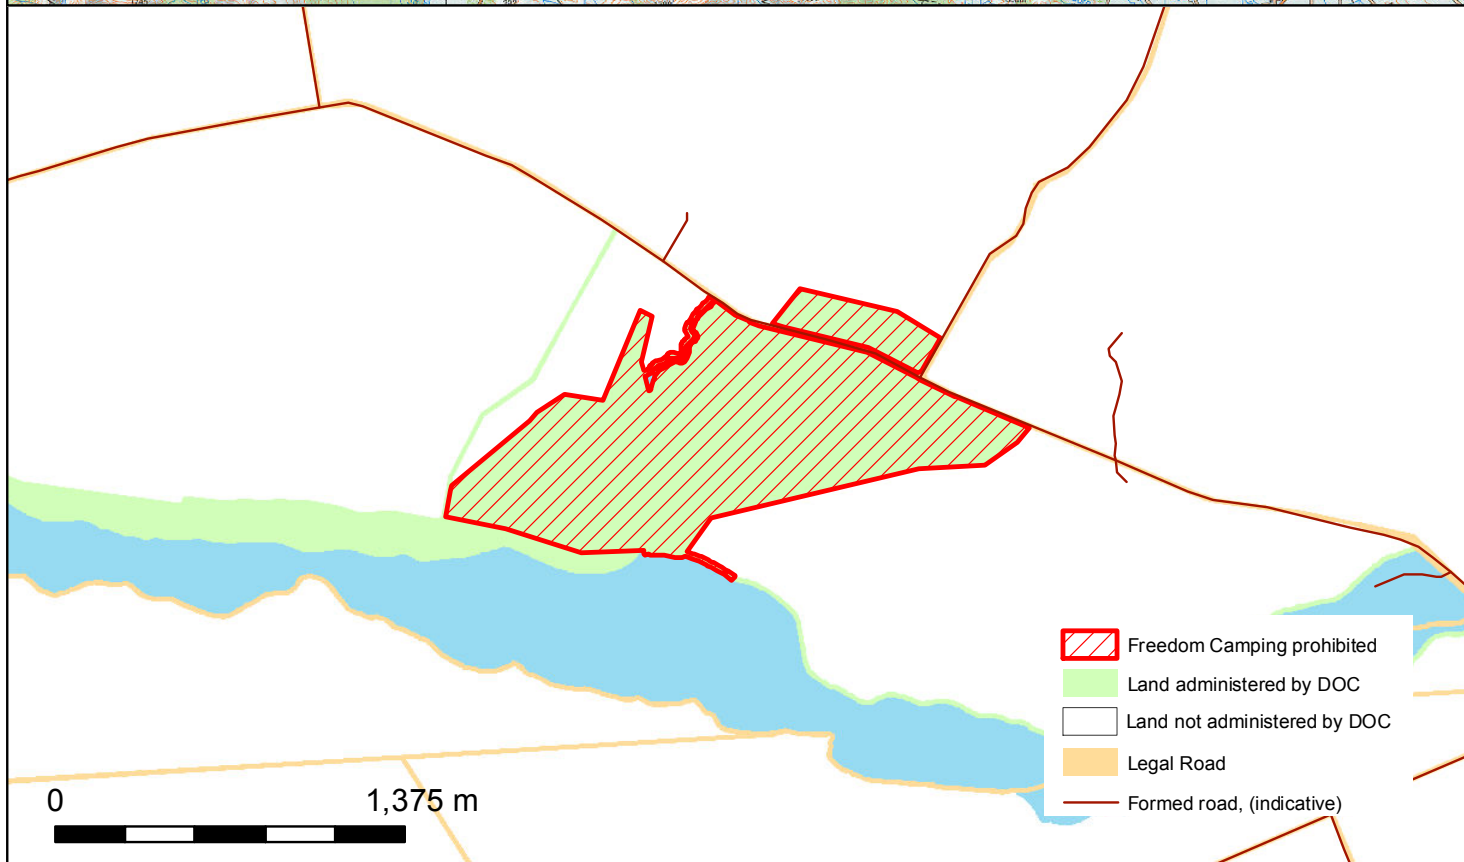 Freedom Camping prohibited
Land administered by DOC
Land not administered by DOC
Legal Road
Formed road, (indicative)
0 1,375 m